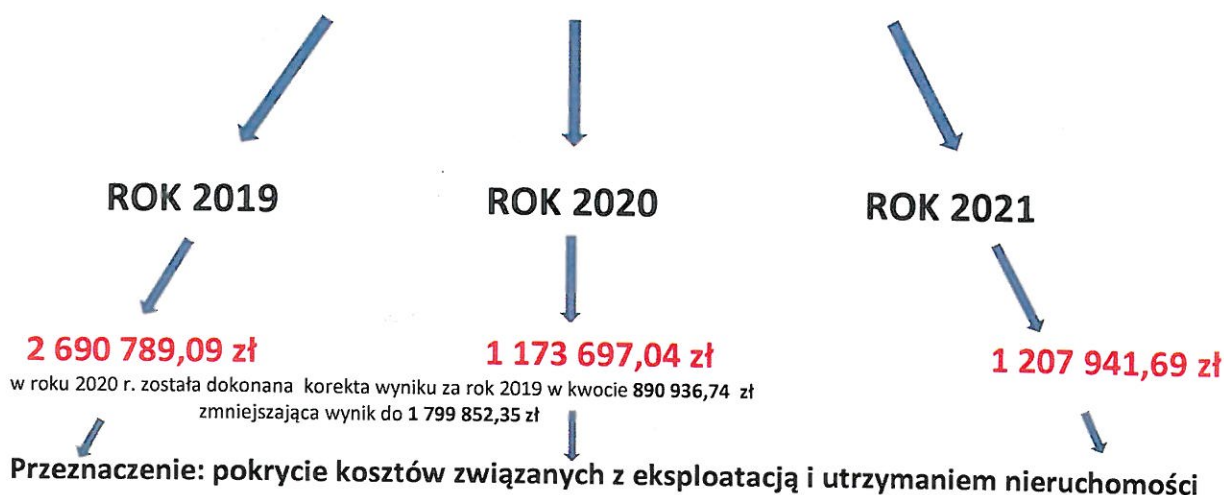 ROK 2019
ROK 2020
ROK 2021
2 690 789,09 zł
1 173 697,04 zł
1 207 941,69 zł
w roku 2020 r. została dokonana korekta wyniku za rok 2019 w kwocie 890 936,74 zł
zmniejszająca wynik do 1 799 852,35 zł
Przeznaczenie: pokrycie kosztów związanych z eksploatacją i utrzymaniem nieruchomości